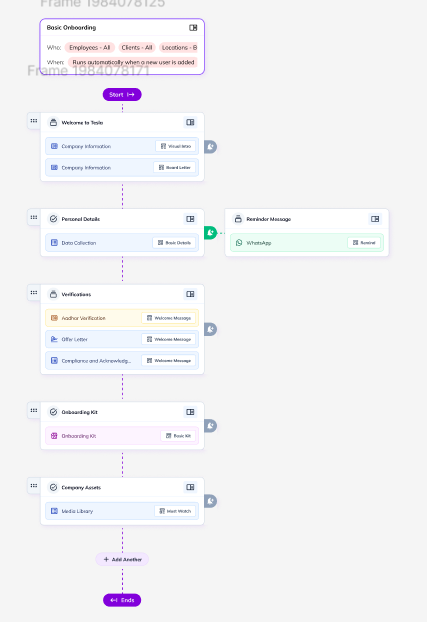 Frame 1984078125
Basic Onboarding
Who: Employees - All Clients - All Locations - B
Frame 1984078171
When: Runs automatically when a new user is added
Start
Welcome to Tesla
Company Information Visual Intro
Company Information Board Letter
Personal Details
Data Collection Basic Details
Reminder Message
WhatsApp Remind
Verifications
Aadhar Verification Welcome Message
Offer Letter Welcome Message
Compliance and Acknowledg... Welcome Message
Onboarding Kit
Onboarding Kit Basic Kit
Company Assets
Media Library Must Watch
+ Add Another
Ends